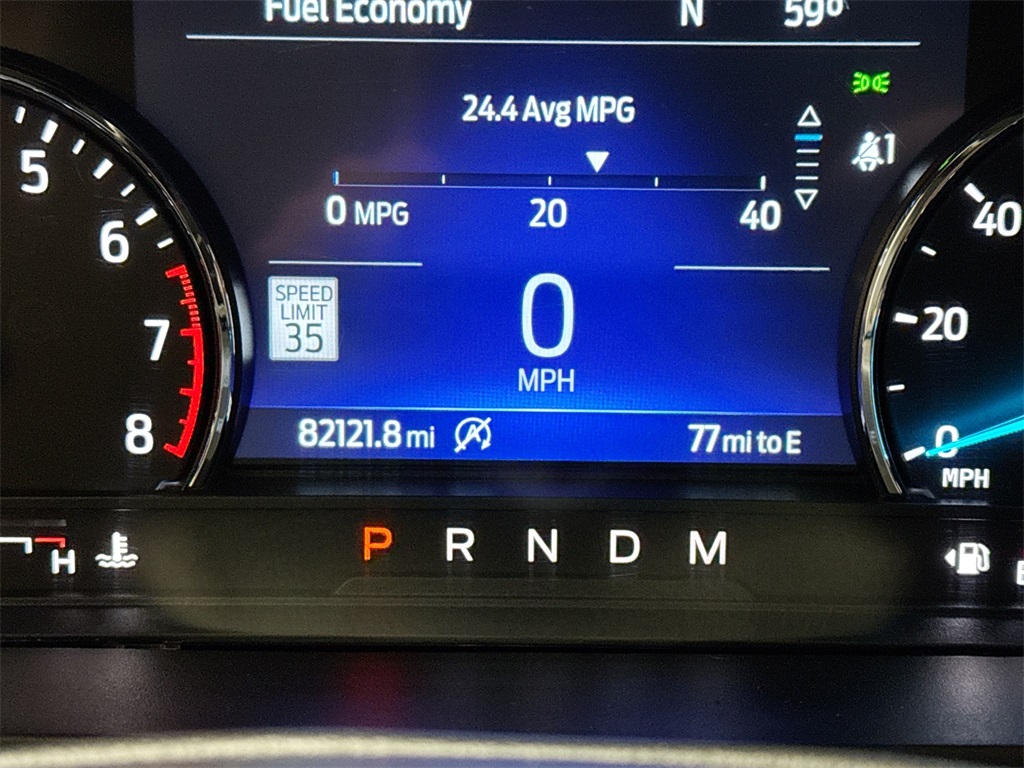 Fuel Economy N 59°
24.4 Avg MPG
0 MPG 20 40
1
SPEED
LIMIT
35
0
MPH
82121.8 mi 77 mi to E
5
6
7
8
40
20
0
MPH
P R N D M
H